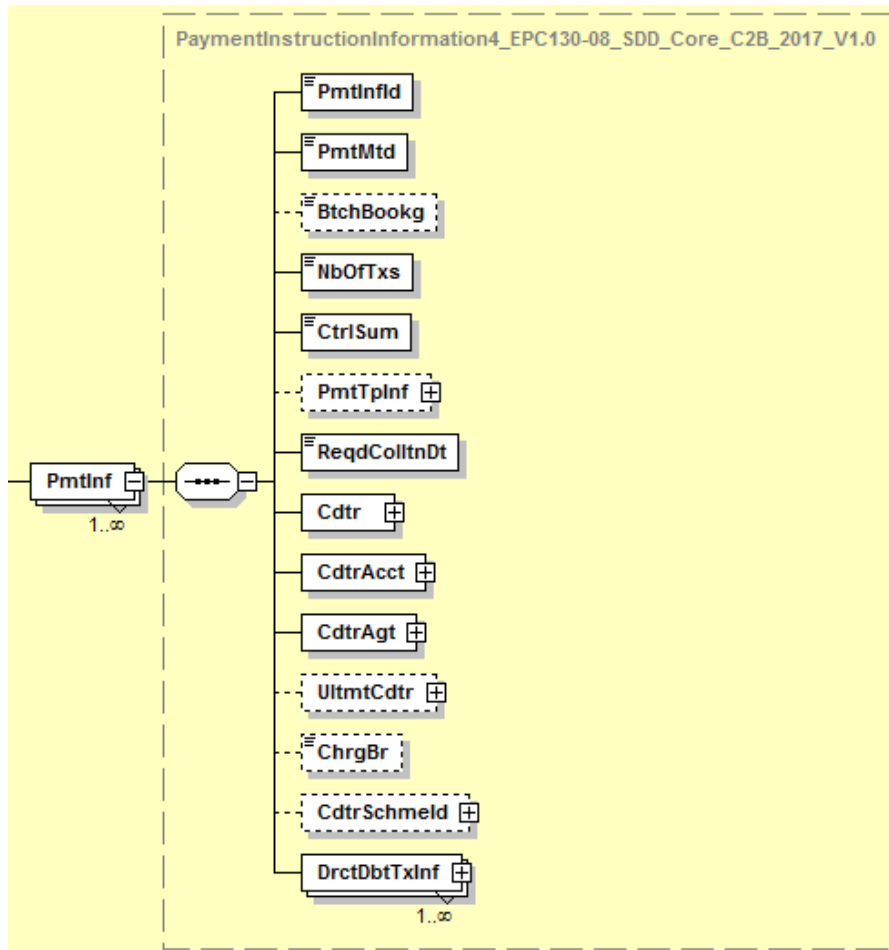 PaymentInstructionInformation4_EPC130-08_SDD_Core_C2B_2017_V1.0
PmtInfId
PmtMtd
BtchBookg
NbOfTxs
CtrlSum
PmtTpInf
ReqdColltnDt
PmtInf
1..∞
Cdtr
CdtrAcct
CdtrAgt
UltmtCdtr
ChrgBr
CdtrSchmeId
DrctDbtTxInf
1..∞